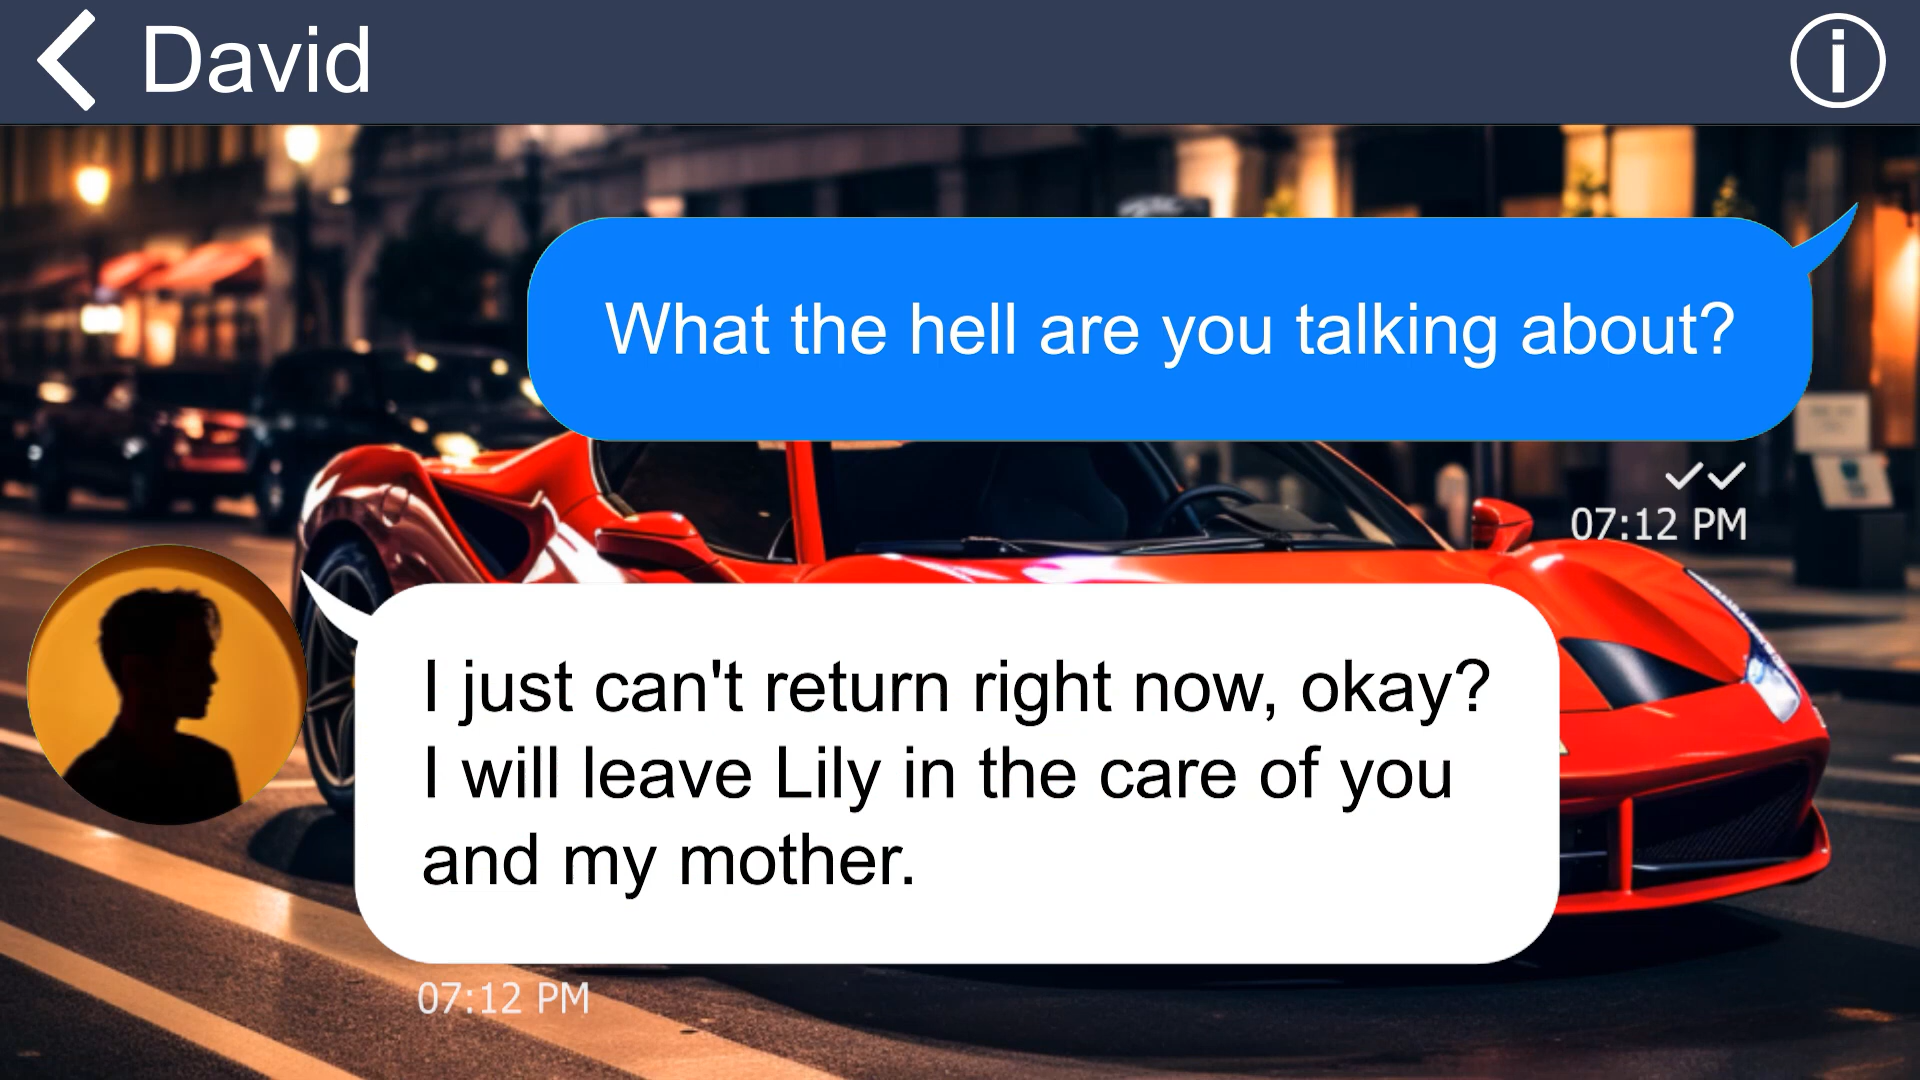 David
What the hell are you talking about?
07:12 PM
I just can't return right now, okay?
I will leave Lily in the care of you
and my mother.
07:12 PM